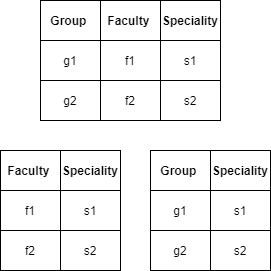 Group Faculty Speciality
g1 f1 s1
g2 f2 s2
Faculty Speciality
f1 s1
f2 s2
Group Speciality
g1 s1
g2 s2